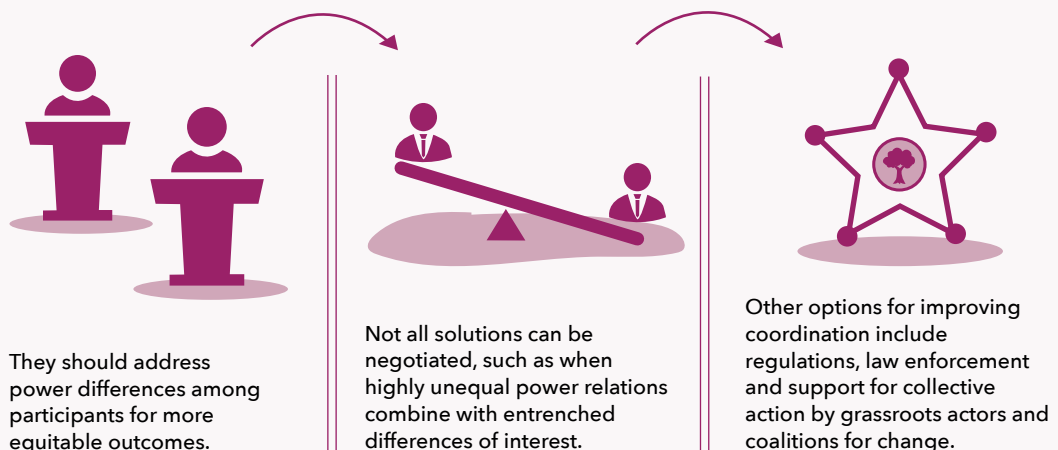 They should address
power differences among
participants for more
equitable outcomes.
Not all solutions can be
negotiated, such as when
highly unequal power relations
combine with entrenched
differences of interest.
Other options for improving
coordination include
regulations, law enforcement
and support for collective
action by grassroots actors and
coalitions for change.